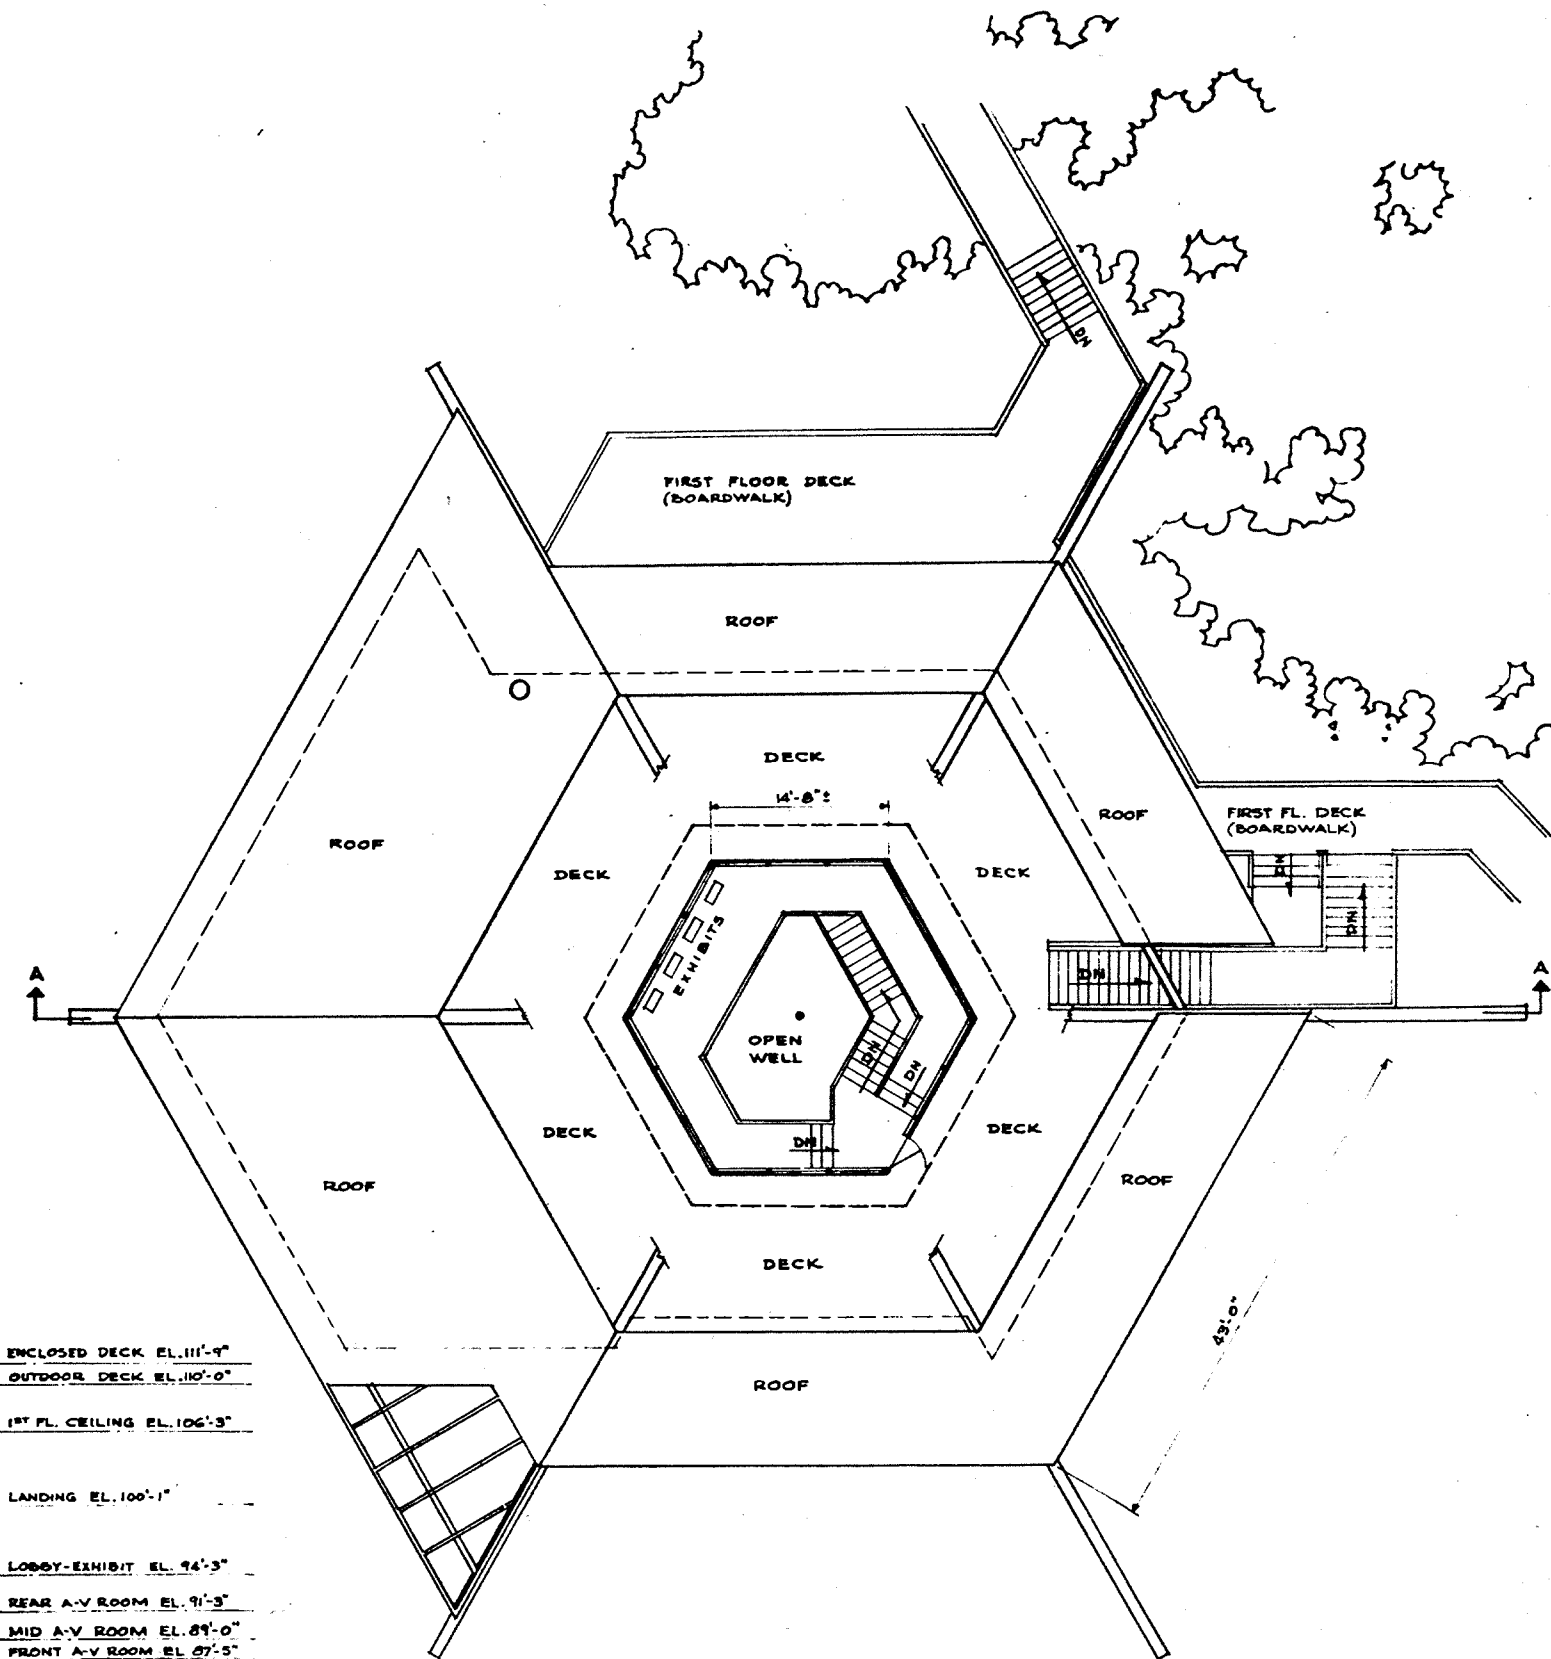 DN
FIRST FLOOR DECK
(BOARDWALK)
ROOF
DECK
14'-8"±
ROOF
FIRST FL. DECK
(BOARDWALK)
ROOF
DECK
DECK
DN
EXHIBITS
DN
A
DN
A
OPEN
WELL
DN
DN
DECK
DECK
DN
ROOF
ROOF
DECK
43'-0"
ROOF
ENCLOSED DECK EL.111'-9"
OUTDOOR DECK EL.110'-0"
1ST FL. CEILING EL.106'-3"
LANDING EL.100'-1"
LOBBY-EXHIBIT EL. 94'-3"
REAR A-V ROOM EL. 91'-3"
MID A-V ROOM EL. 89'-0"
FRONT A-V ROOM EL 87'-5"